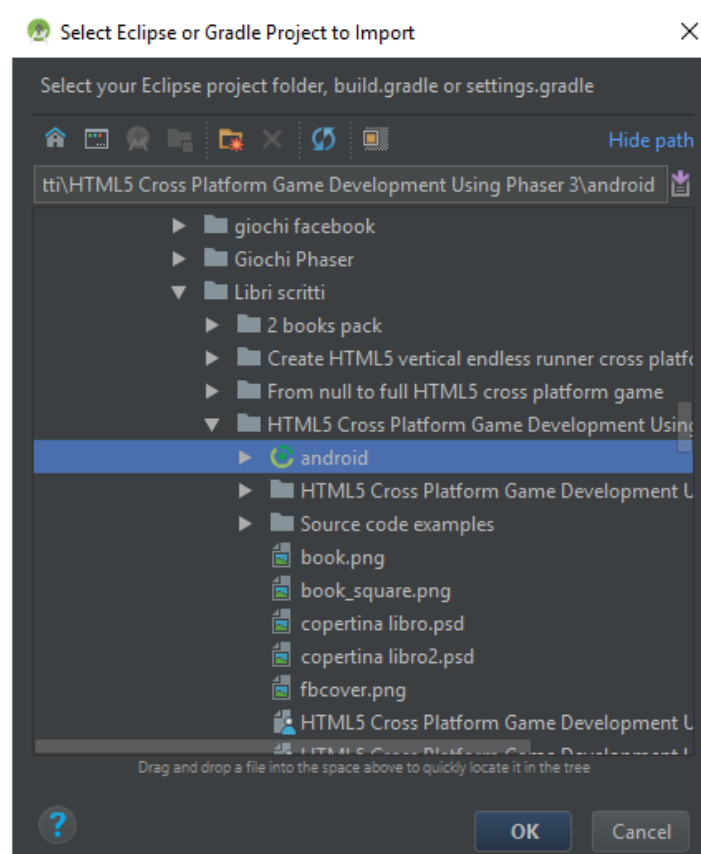 Select Eclipse or Gradle Project to Import
Select your Eclipse project folder, build.gradle or settings.gradle
Hide path
tti\HTML5 Cross Platform Game Development Using Phaser 3\android
giochi facebook
Giochi Phaser
Libri scritti
2 books pack
Create HTML5 vertical endless runner cross platfo
From null to full HTML5 cross platform game
HTML5 Cross Platform Game Development Using
android
HTML5 Cross Platform Game Development U
Source code examples
book.png
book_square.png
copertina libro.psd
copertina libro2.psd
fbcover.png
HTML5 Cross Platform Game Development U
HTML5 Cross Platform Game Development U
Drag and drop a file into the space above to quickly locate it in the tree
?
OK
Cancel